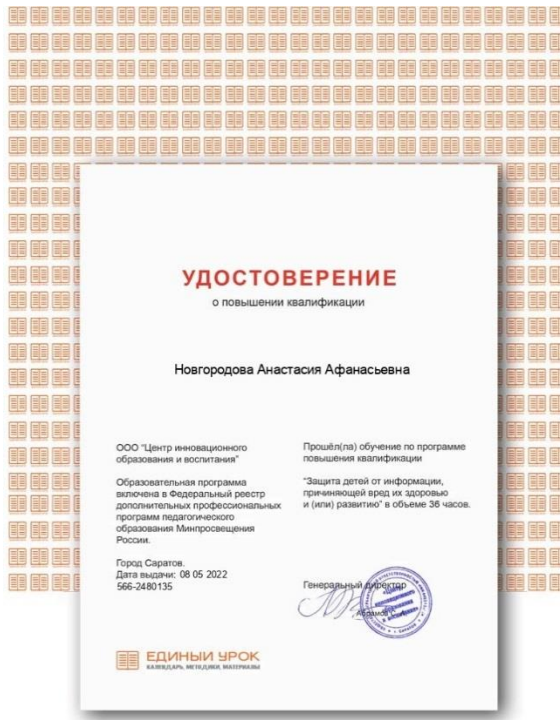 УДОСТОВЕРЕНИЕ
о повышении квалификации
Новгородова Анастасия Афанасьевна
ООО "Центр инновационного
образования и воспитания"
Образовательная программа
включена в Федеральный реестр
дополнительных профессиональных
программ педагогического
образования Минпросвещения
России.
Город Саратов.
Дата выдачи: 08 05 2022
566-2480135
Прошёл(ла) обучение по программе
повышения квалификации
"Защита детей от информации,
причиняющей вред их здоровью
и (или) развитию" в объеме 36 часов.
Генеральный директор
Абрамов
ЕДИНЫЙ УРОК
КАЛЕНДАРЬ, МЕТОДИКИ, МАТЕРИАЛЫ